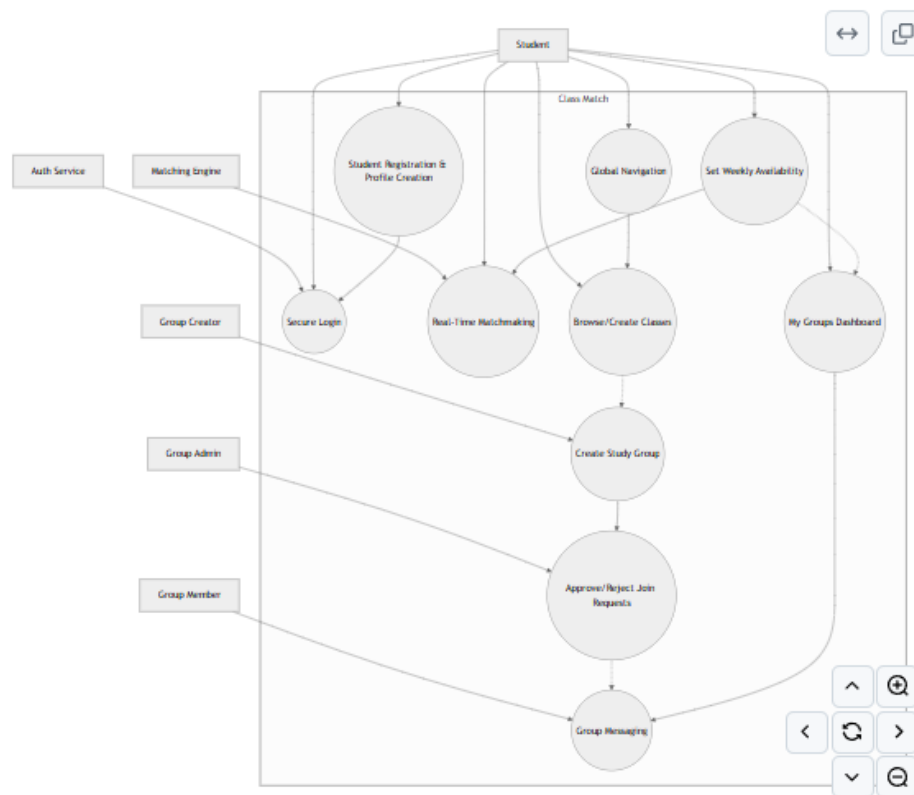 Student
Class Match
Student Registration &
Profile Creation
Auth Service
Matching Engine
Global Navigation
Set Weekly Availability
Group Creator
Secure Login
Real-Time Matchmaking
Browse/Create Classes
My Groups Dashboard
Group Admin
Create Study Group
Group Member
Approve/Reject Join
Requests
Group Messaging